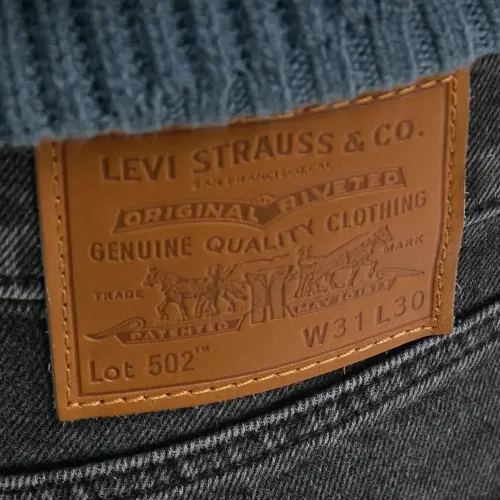 LEVI STRAUSS & CO.
SAN FRANCISCO, CAL
ORIGINAL RIVETED
GENUINE QUALITY CLOTHING
TRADE MARK
PATENTED MAY 20 1873
Lot 502™ W31 L30